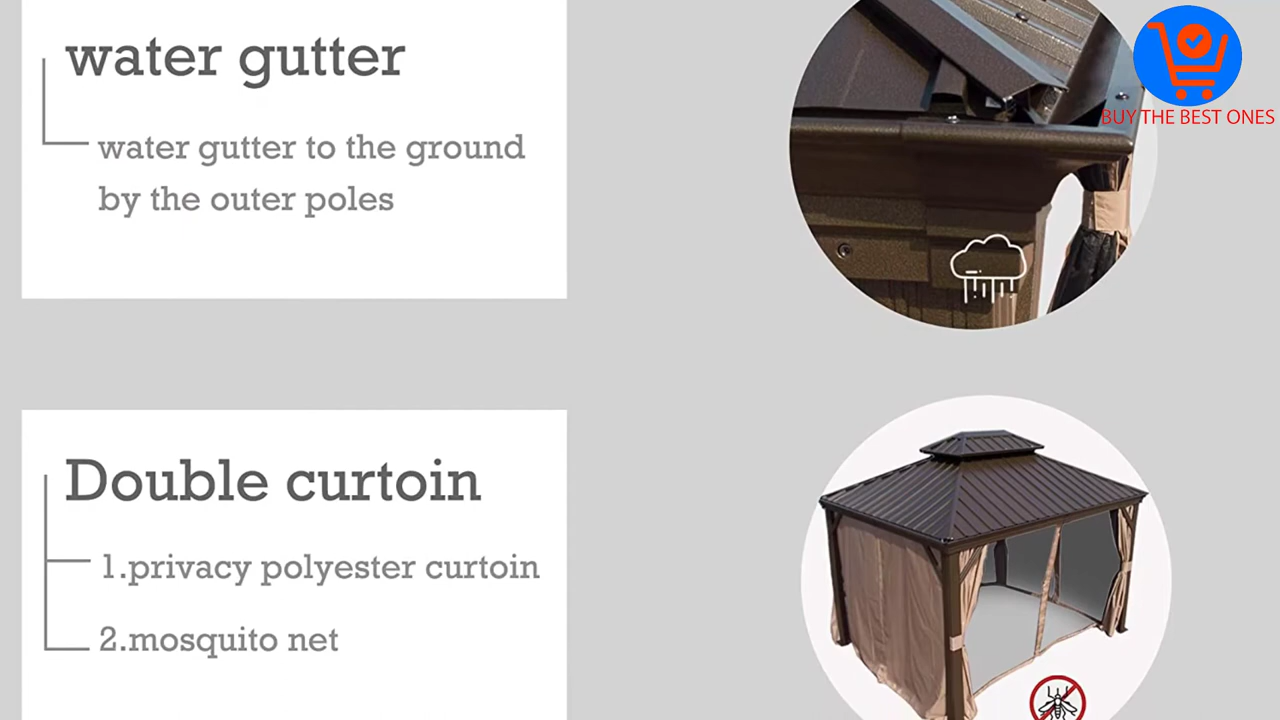 water gutter
water gutter to the ground
by the outer poles
BUY THE BEST ONES
Double curtoin
1.privacy polyester curtoin
2.mosquito net